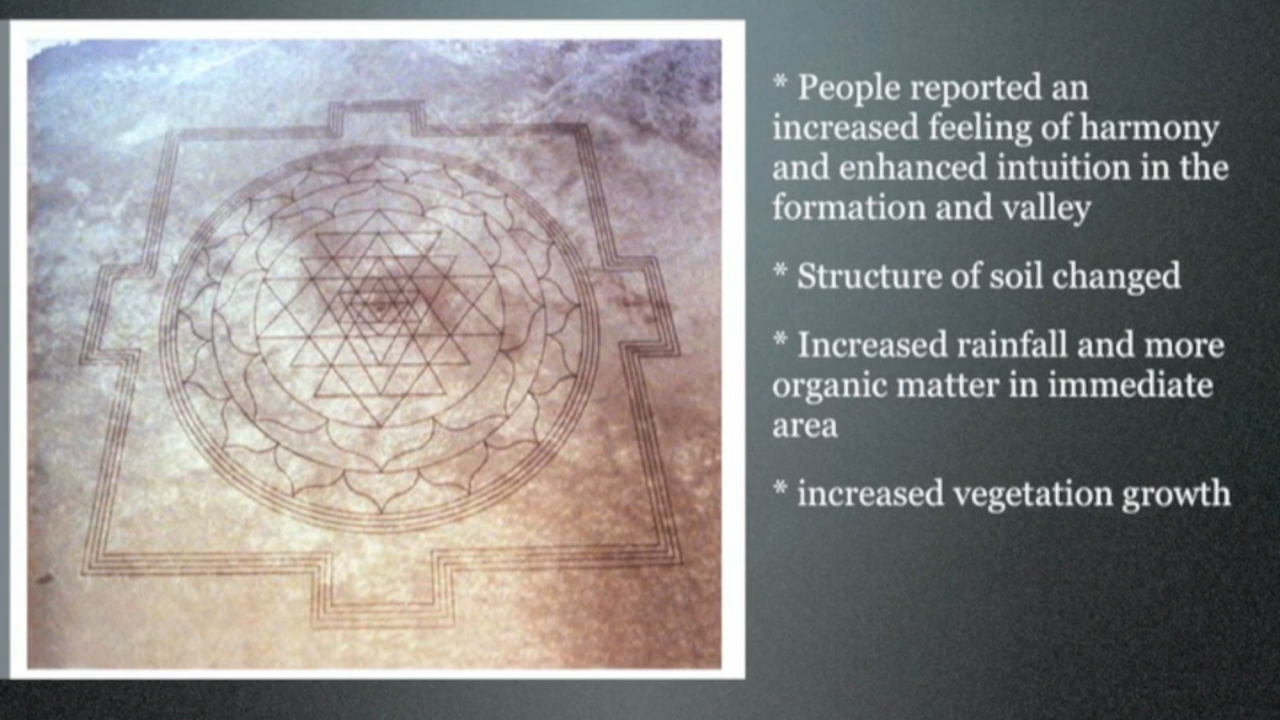 * People reported an
increased feeling of harmony
and enhanced intuition in the
formation and valley
* Structure of soil changed
* Increased rainfall and more
organic matter in immediate
area
* increased vegetation growth